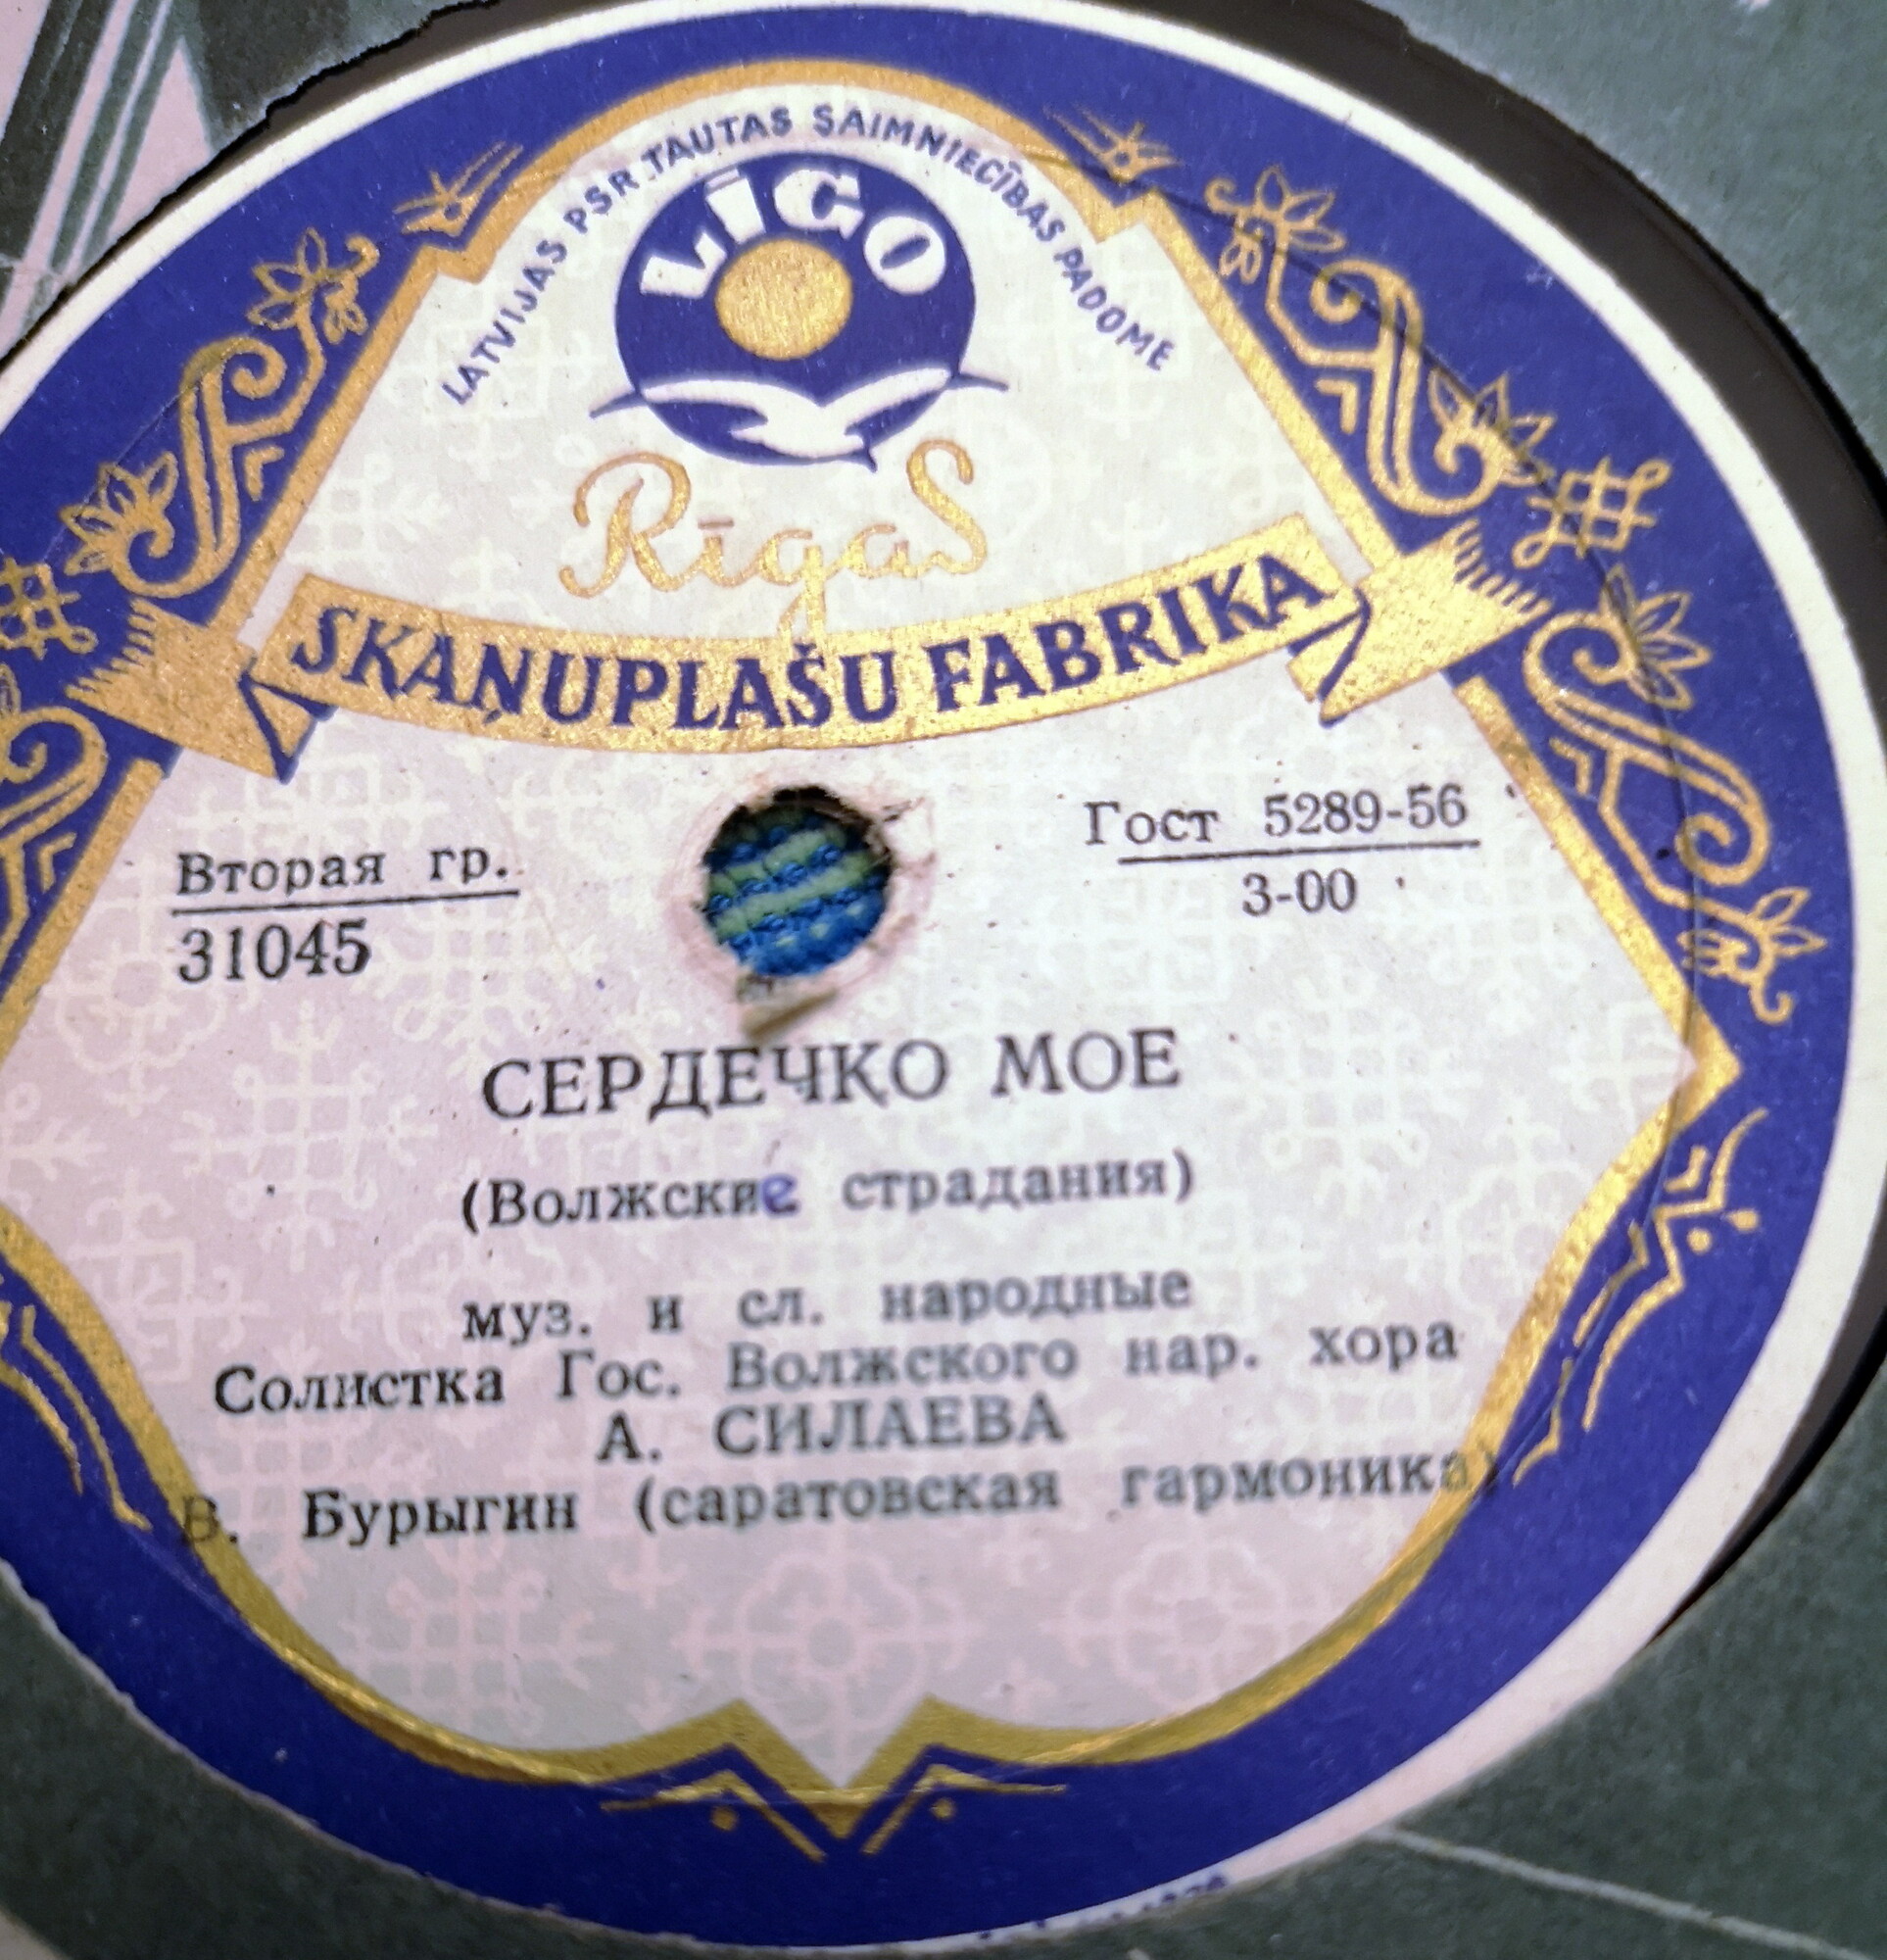 LATVIJAS PSR TAUTAS SAIMNIECĪBAS PADOME
LĪGO
Rīgas
SKAŅUPLAŠU FABRIKA
Вторая гр.
31045
Гост 5289-56
3-00
СЕРДЕЧКО МОЕ
(Волжские страдания)
муз. и сл. народные
Солистка Гос. Волжского нар. хора
А. СИЛАЕВА
В. Бурыгин (саратовская гармоника)